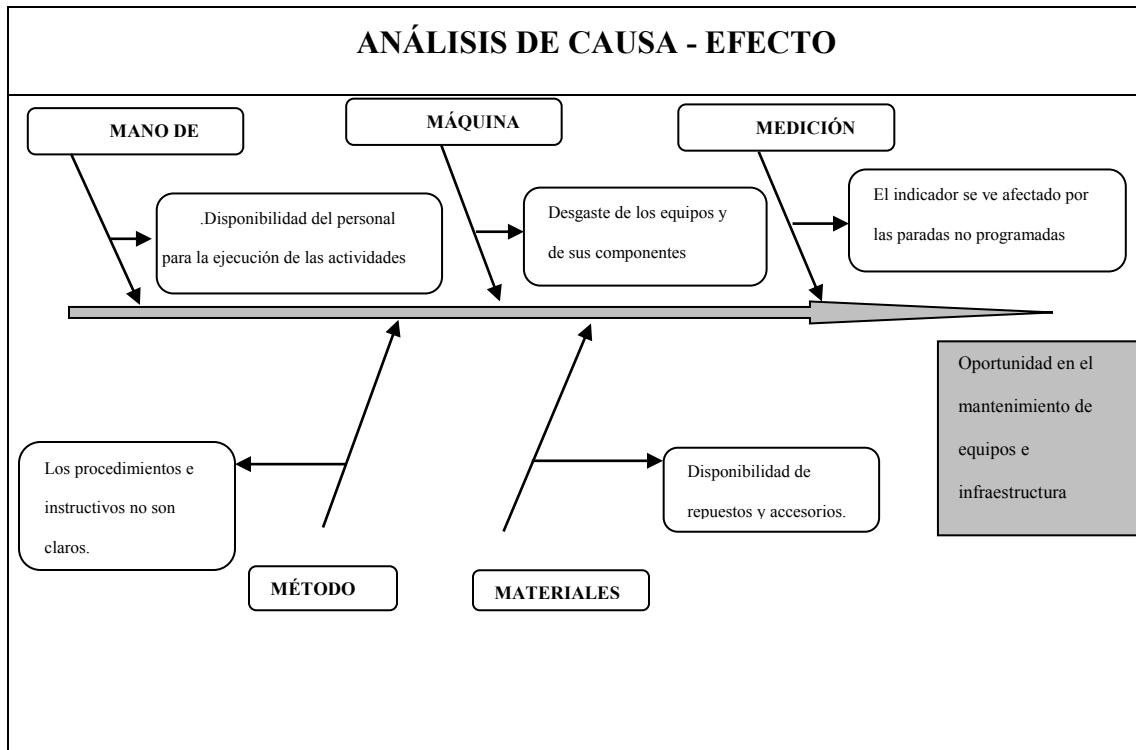 ANÁLISIS DE CAUSA - EFECTO
MANO DE
MÁQUINA
MEDICIÓN
.Disponibilidad del personal
para la ejecución de las actividades
Desgaste de los equipos y
de sus componentes
El indicador se ve afectado por
las paradas no programadas
Oportunidad en el
mantenimiento de
equipos e
infraestructura
Los procedimientos e
instructivos no son
claros.
Disponibilidad de
repuestos y accesorios.
MÉTODO
MATERIALES